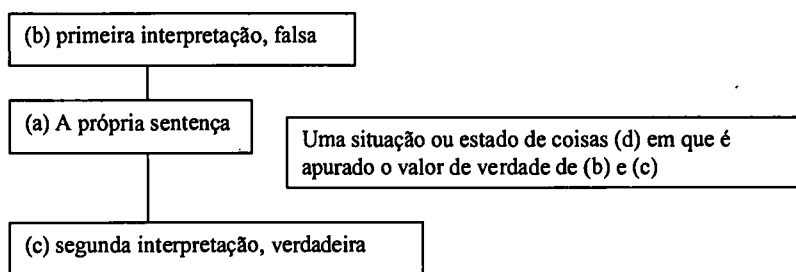 (b) primeira interpretação, falsa
(a) A própria sentença
Uma situação ou estado de coisas (d) em que é
apurado o valor de verdade de (b) e (c)
(c) segunda interpretação, verdadeira